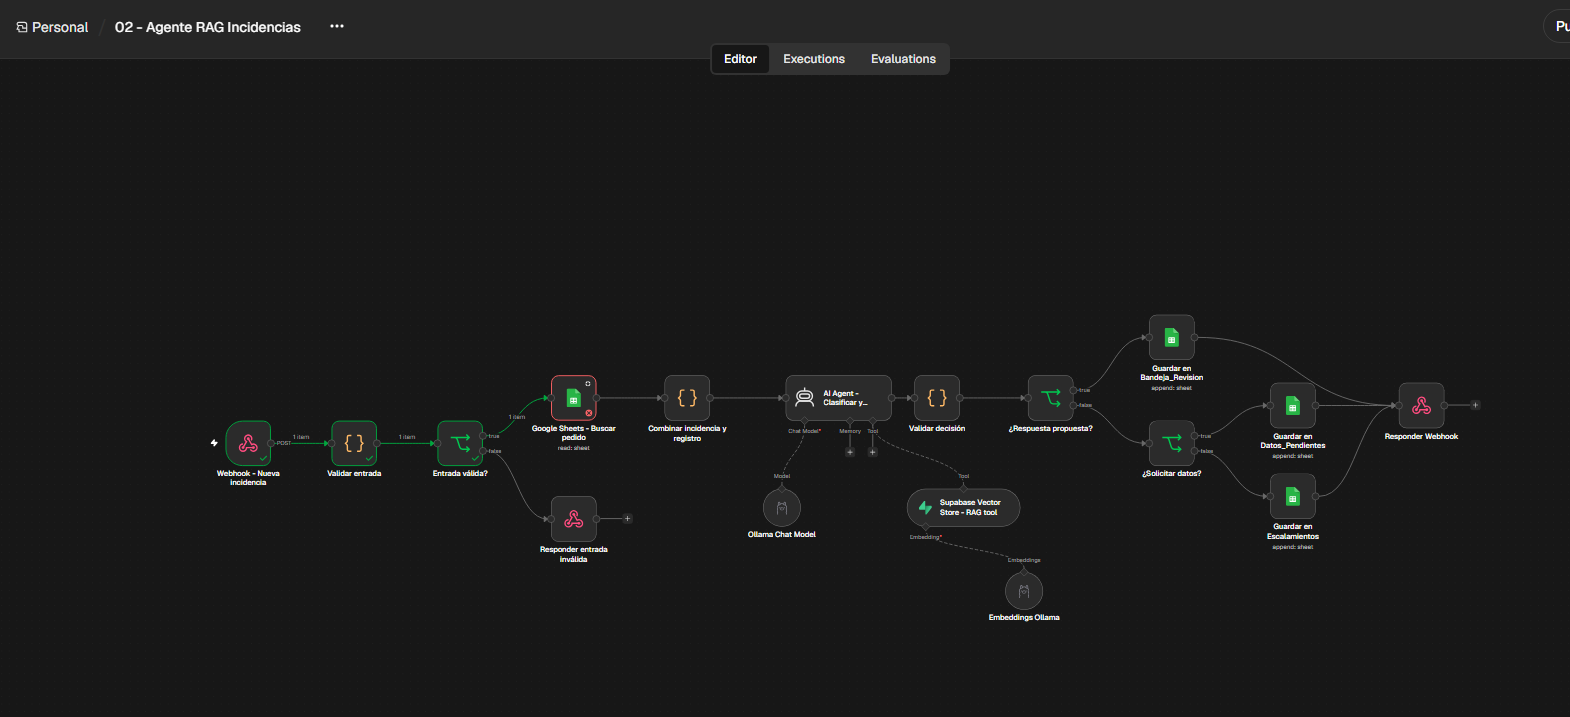 Personal / 02 - Agente RAG Incidencias ...
Pu
Editor Executions Evaluations
Webhook - Nueva
incidencia
POST
1 item
Validar entrada
1 item
Entrada válida?
true
false
1 item
Google Sheets - Buscar
pedido
read: sheet
Responder entrada
inválida
Combinar incidencia y
registro
AI Agent -
Clasificar y...
Chat Model*
Memory
Tool
Model
Ollama Chat Model
Tool
Supabase Vector
Store - RAG tool
Embedding*
Embeddings
Embeddings Ollama
Validar decisión
¿Respuesta propuesta?
true
false
Guardar en
Bandeja_Revision
append: sheet
¿Solicitar datos?
true
false
Guardar en
Datos_Pendientes
append: sheet
Guardar en
Escalamientos
append: sheet
Responder Webhook